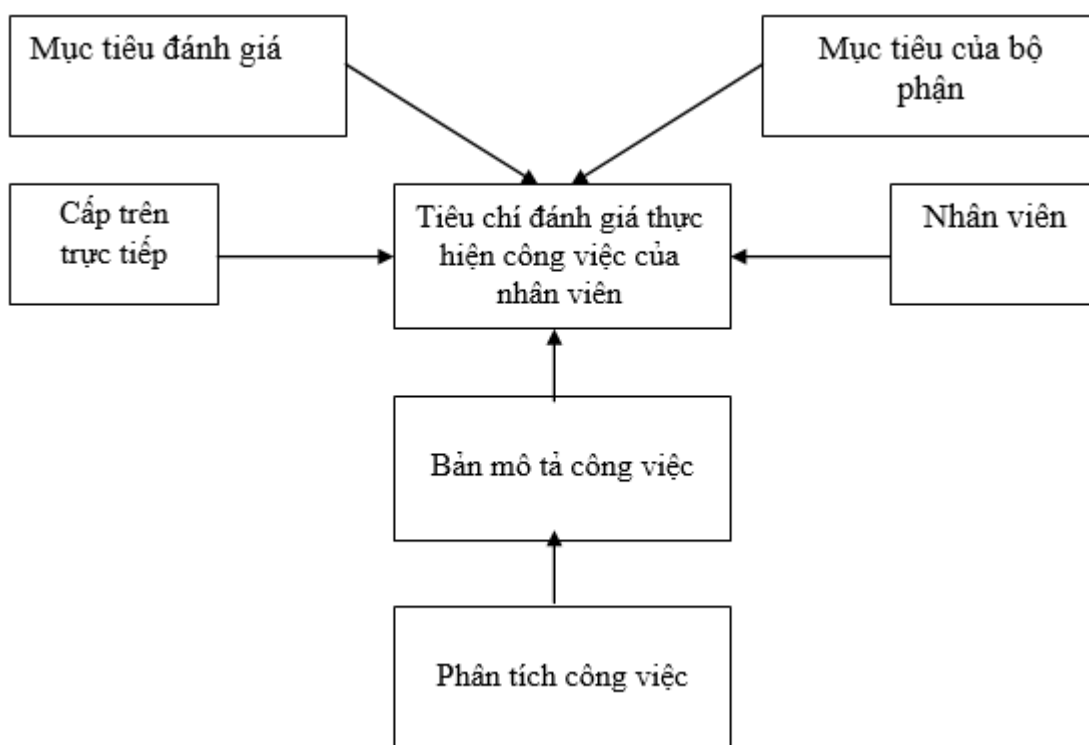 Mục tiêu đánh giá
Mục tiêu của bộ
phận
Cấp trên
trực tiếp
Tiêu chí đánh giá thực
hiện công việc của
nhân viên
Nhân viên
Bản mô tả công việc
Phân tích công việc